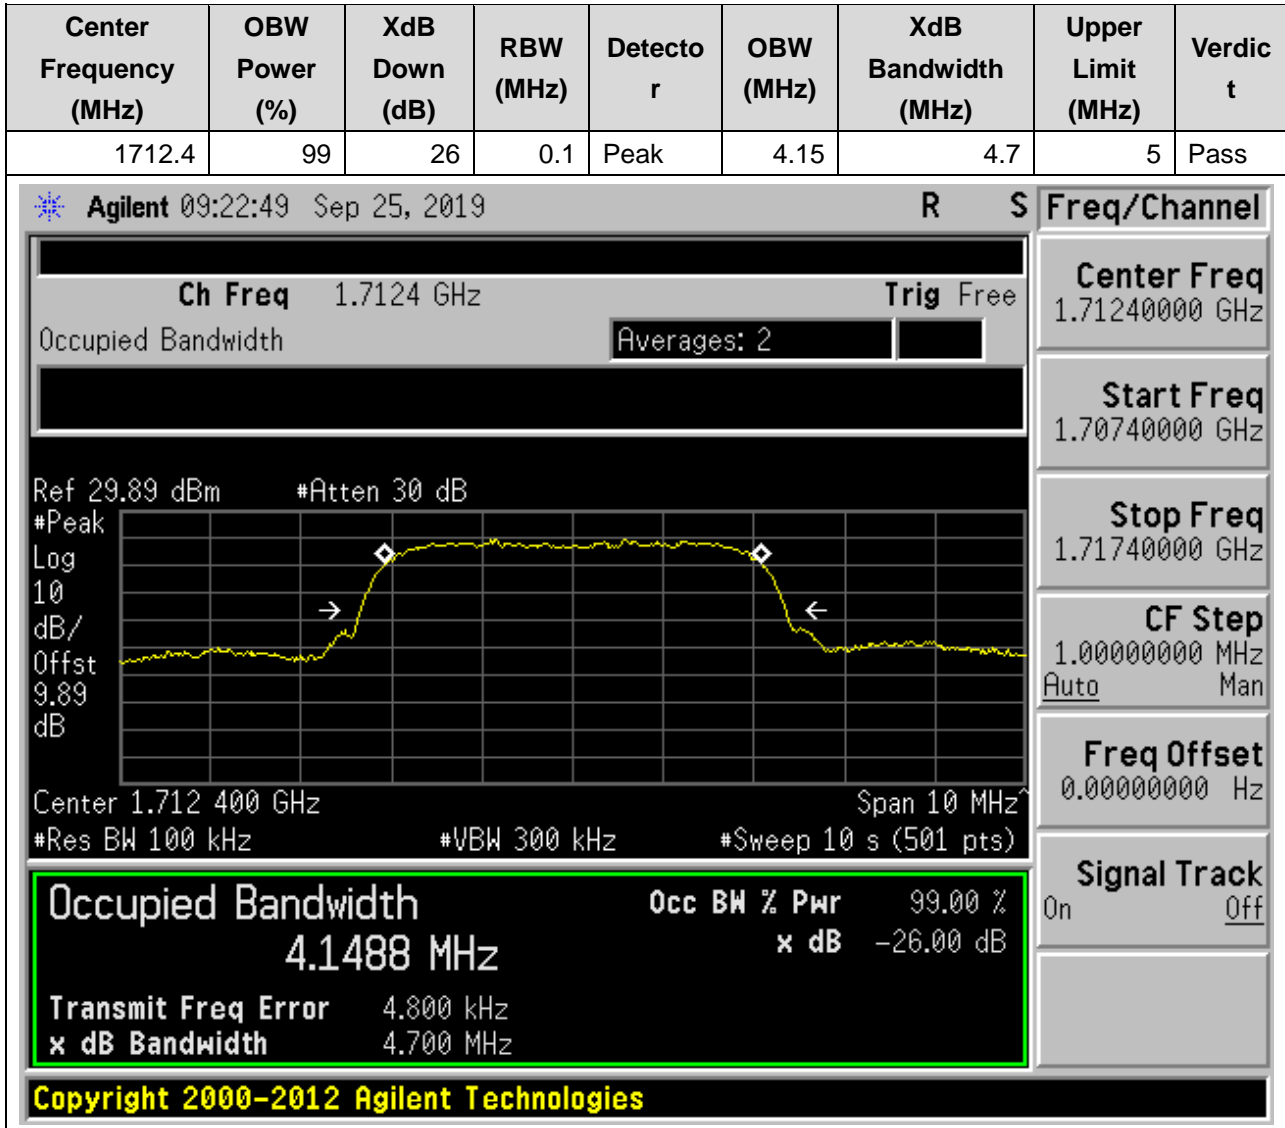 Center Frequency (MHz) OBW Power (%) XdB Down (dB) RBW (MHz) Detecto r OBW (MHz) XdB Bandwidth (MHz) Upper Limit (MHz) Verdic t
1712.4 99 26 0.1 Peak 4.15 4.7 5 Pass
Agilent 09:22:49 Sep 25, 2019 R S Freq/Channel
Ch Freq 1.7124 GHz Trig Free
Occupied Bandwidth Averages: 2
Center Freq
1.71240000 GHz
Start Freq
1.70740000 GHz
Stop Freq
1.71740000 GHz
CF Step
1.00000000 MHz
Auto Man
Freq Offset
0.00000000 Hz
Signal Track
On Off
Ref 29.89 dBm #Atten 30 dB
#Peak
Log
10
dB/
Offst
9.89
dB
Center 1.712 400 GHz Span 10 MHz^
#Res BW 100 kHz #VBW 300 kHz #Sweep 10 s (501 pts)
Occupied Bandwidth Occ BW % Pwr 99.00 %
4.1488 MHz x dB -26.00 dB
Transmit Freq Error 4.800 kHz
x dB Bandwidth 4.700 MHz
Copyright 2000-2012 Agilent Technologies